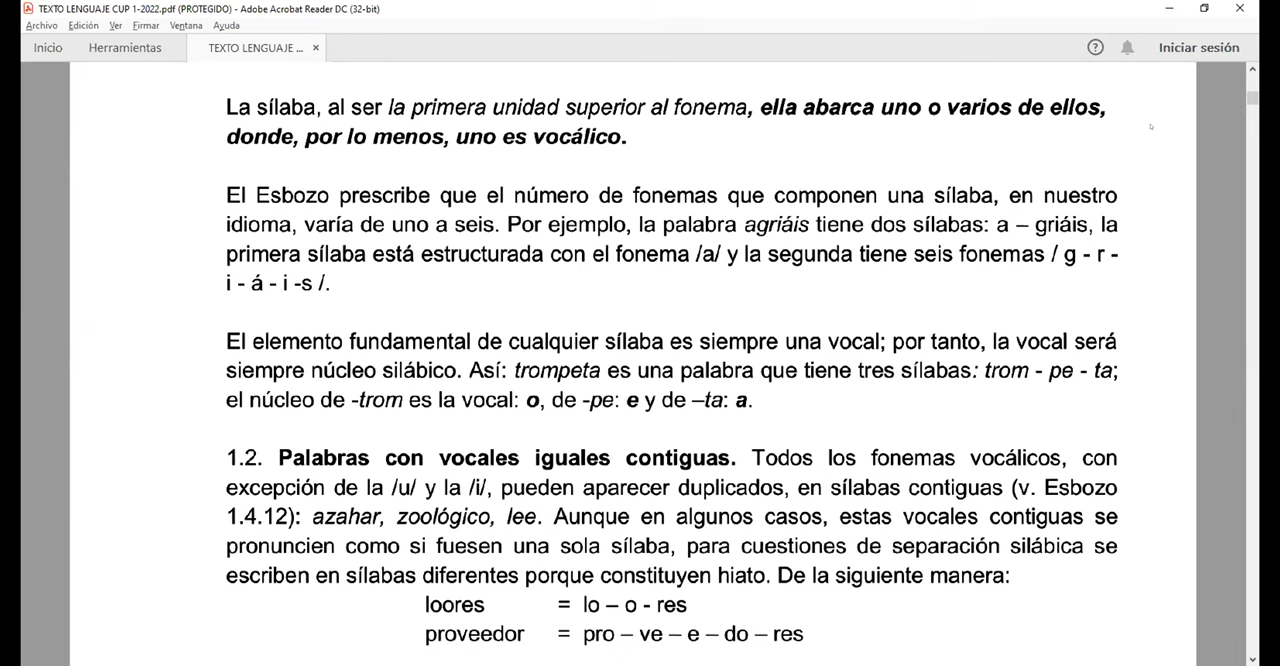 TEXTO LENGUAJE CUP 1-2022.pdf (PROTEGIDO) - Adobe Acrobat Reader DC (32-bit)
Archivo Edición Ver Firmar Ventana Ayuda
Inicio Herramientas TEXTO LENGUAJE ... × Iniciar sesión
La sílaba, al ser la primera unidad superior al fonema, ella abarca uno o varios de ellos,
donde, por lo menos, uno es vocálico.
El Esbozo prescribe que el número de fonemas que componen una sílaba, en nuestro
idioma, varía de uno a seis. Por ejemplo, la palabra agriáis tiene dos sílabas: a – griáis, la
primera sílaba está estructurada con el fonema /a/ y la segunda tiene seis fonemas / g - r -
i - á - i -s /.
El elemento fundamental de cualquier sílaba es siempre una vocal; por tanto, la vocal será
siempre núcleo silábico. Así: trompeta es una palabra que tiene tres sílabas: trom - pe - ta;
el núcleo de -trom es la vocal: o, de -pe: e y de –ta: a.
1.2. Palabras con vocales iguales contiguas. Todos los fonemas vocálicos, con
excepción de la /u/ y la /i/, pueden aparecer duplicados, en sílabas contiguas (v. Esbozo
1.4.12): azahar, zoológico, lee. Aunque en algunos casos, estas vocales contiguas se
pronuncien como si fuesen una sola sílaba, para cuestiones de separación silábica se
escriben en sílabas diferentes porque constituyen hiato. De la siguiente manera:
loores = lo – o - res
proveedor = pro – ve – e – do – res